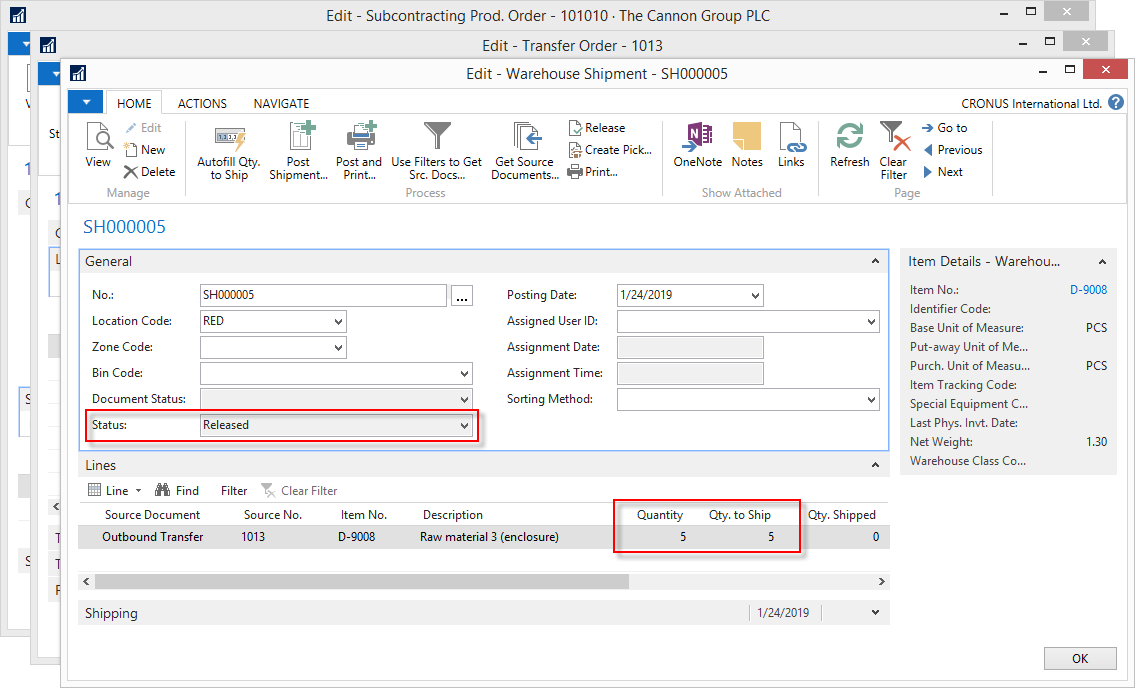 Edit - Subcontracting Prod. Order - 101010 · The Cannon Group PLC
Edit - Transfer Order - 1013
Edit - Warehouse Shipment - SH000005
HOME ACTIONS NAVIGATE CRONUS International Ltd.
View
Edit
New
Delete
Manage
Autofill Qty. to Ship
Post Shipment...
Post and Print...
Use Filters to Get Src. Docs...
Get Source Documents...
Release
Create Pick...
Print...
Process
OneNote
Notes
Links
Show Attached
Refresh
Clear Filter
Go to
Previous
Next
Page
SH000005
General
No.: SH000005 ...
Location Code: RED
Zone Code:
Bin Code:
Document Status:
Status: Released
Posting Date: 1/24/2019
Assigned User ID:
Assignment Date:
Assignment Time:
Sorting Method:
Lines
Line Find Filter Clear Filter
Source Document Source No. Item No. Description Quantity Qty. to Ship Qty. Shipped
Outbound Transfer 1013 D-9008 Raw material 3 (enclosure) 5 5 0
Shipping 1/24/2019
Item Details - Warehou...
Item No.: D-9008
Identifier Code:
Base Unit of Measure: PCS
Put-away Unit of Me...
Purch. Unit of Measu... PCS
Item Tracking Code:
Special Equipment C...
Last Phys. Invt. Date:
Net Weight: 1.30
Warehouse Class Co...
OK